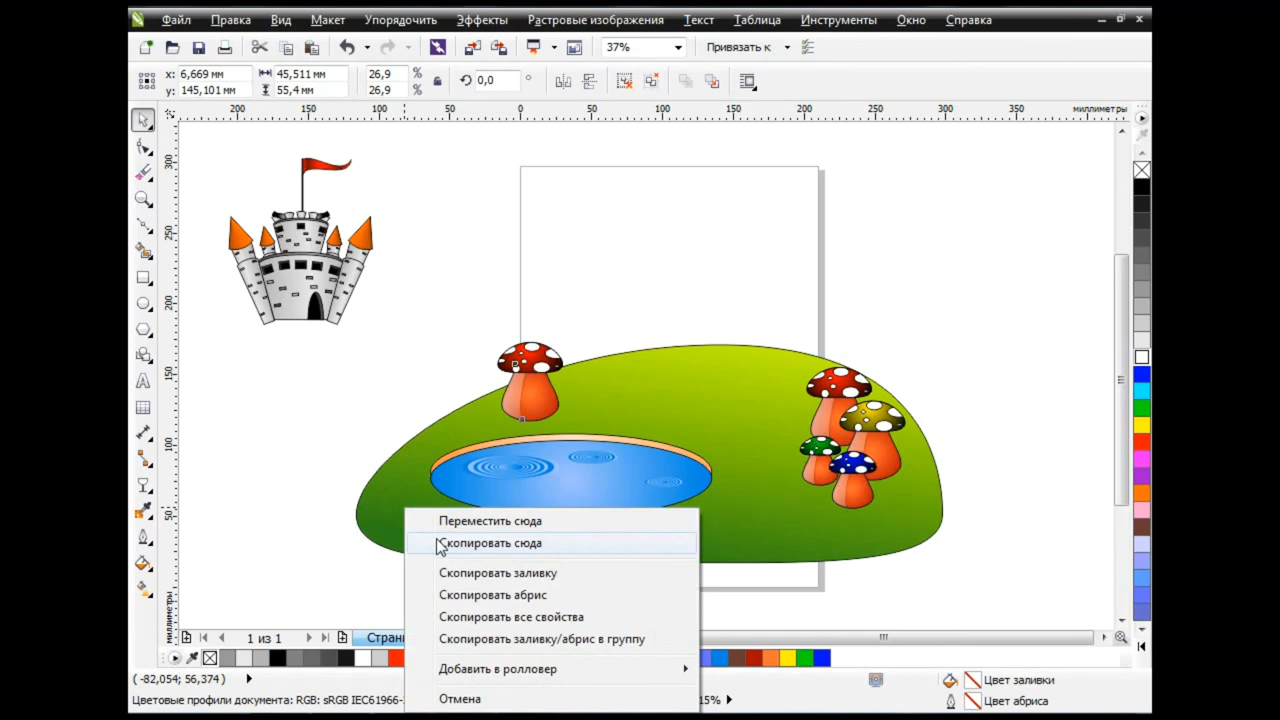 Файл Правка Вид Макет Упорядочить Эффекты Растровые изображения Текст Таблица Инструменты Окно Справка
37% Привязать к
x: 6,669 мм 45,511 мм 26,9 % 0,0 °
y: 145,101 мм 55,4 мм 26,9 %
200 150 100 50 0 50 100 150 200 250 300 350 миллиметры
300
250
200
150
100
50
миллиметры
Переместить сюда
Скопировать сюда
Скопировать заливку
Скопировать абрис
Скопировать все свойства
Скопировать заливку/абрис в группу
Добавить в ролловер
Отмена
1 из 1
( -82,054; 56,374 ) Цвет заливки
Цветовые профили документа: RGB: sRGB IEC61966- 15% Цвет абриса